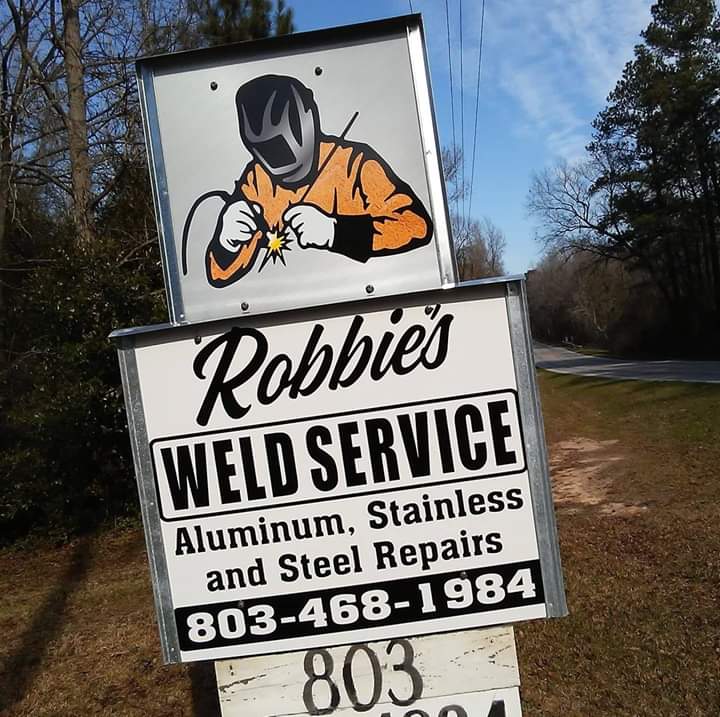 Robbie's
WELD SERVICE
Aluminum, Stainless
and Steel Repairs
803-468-1984
803